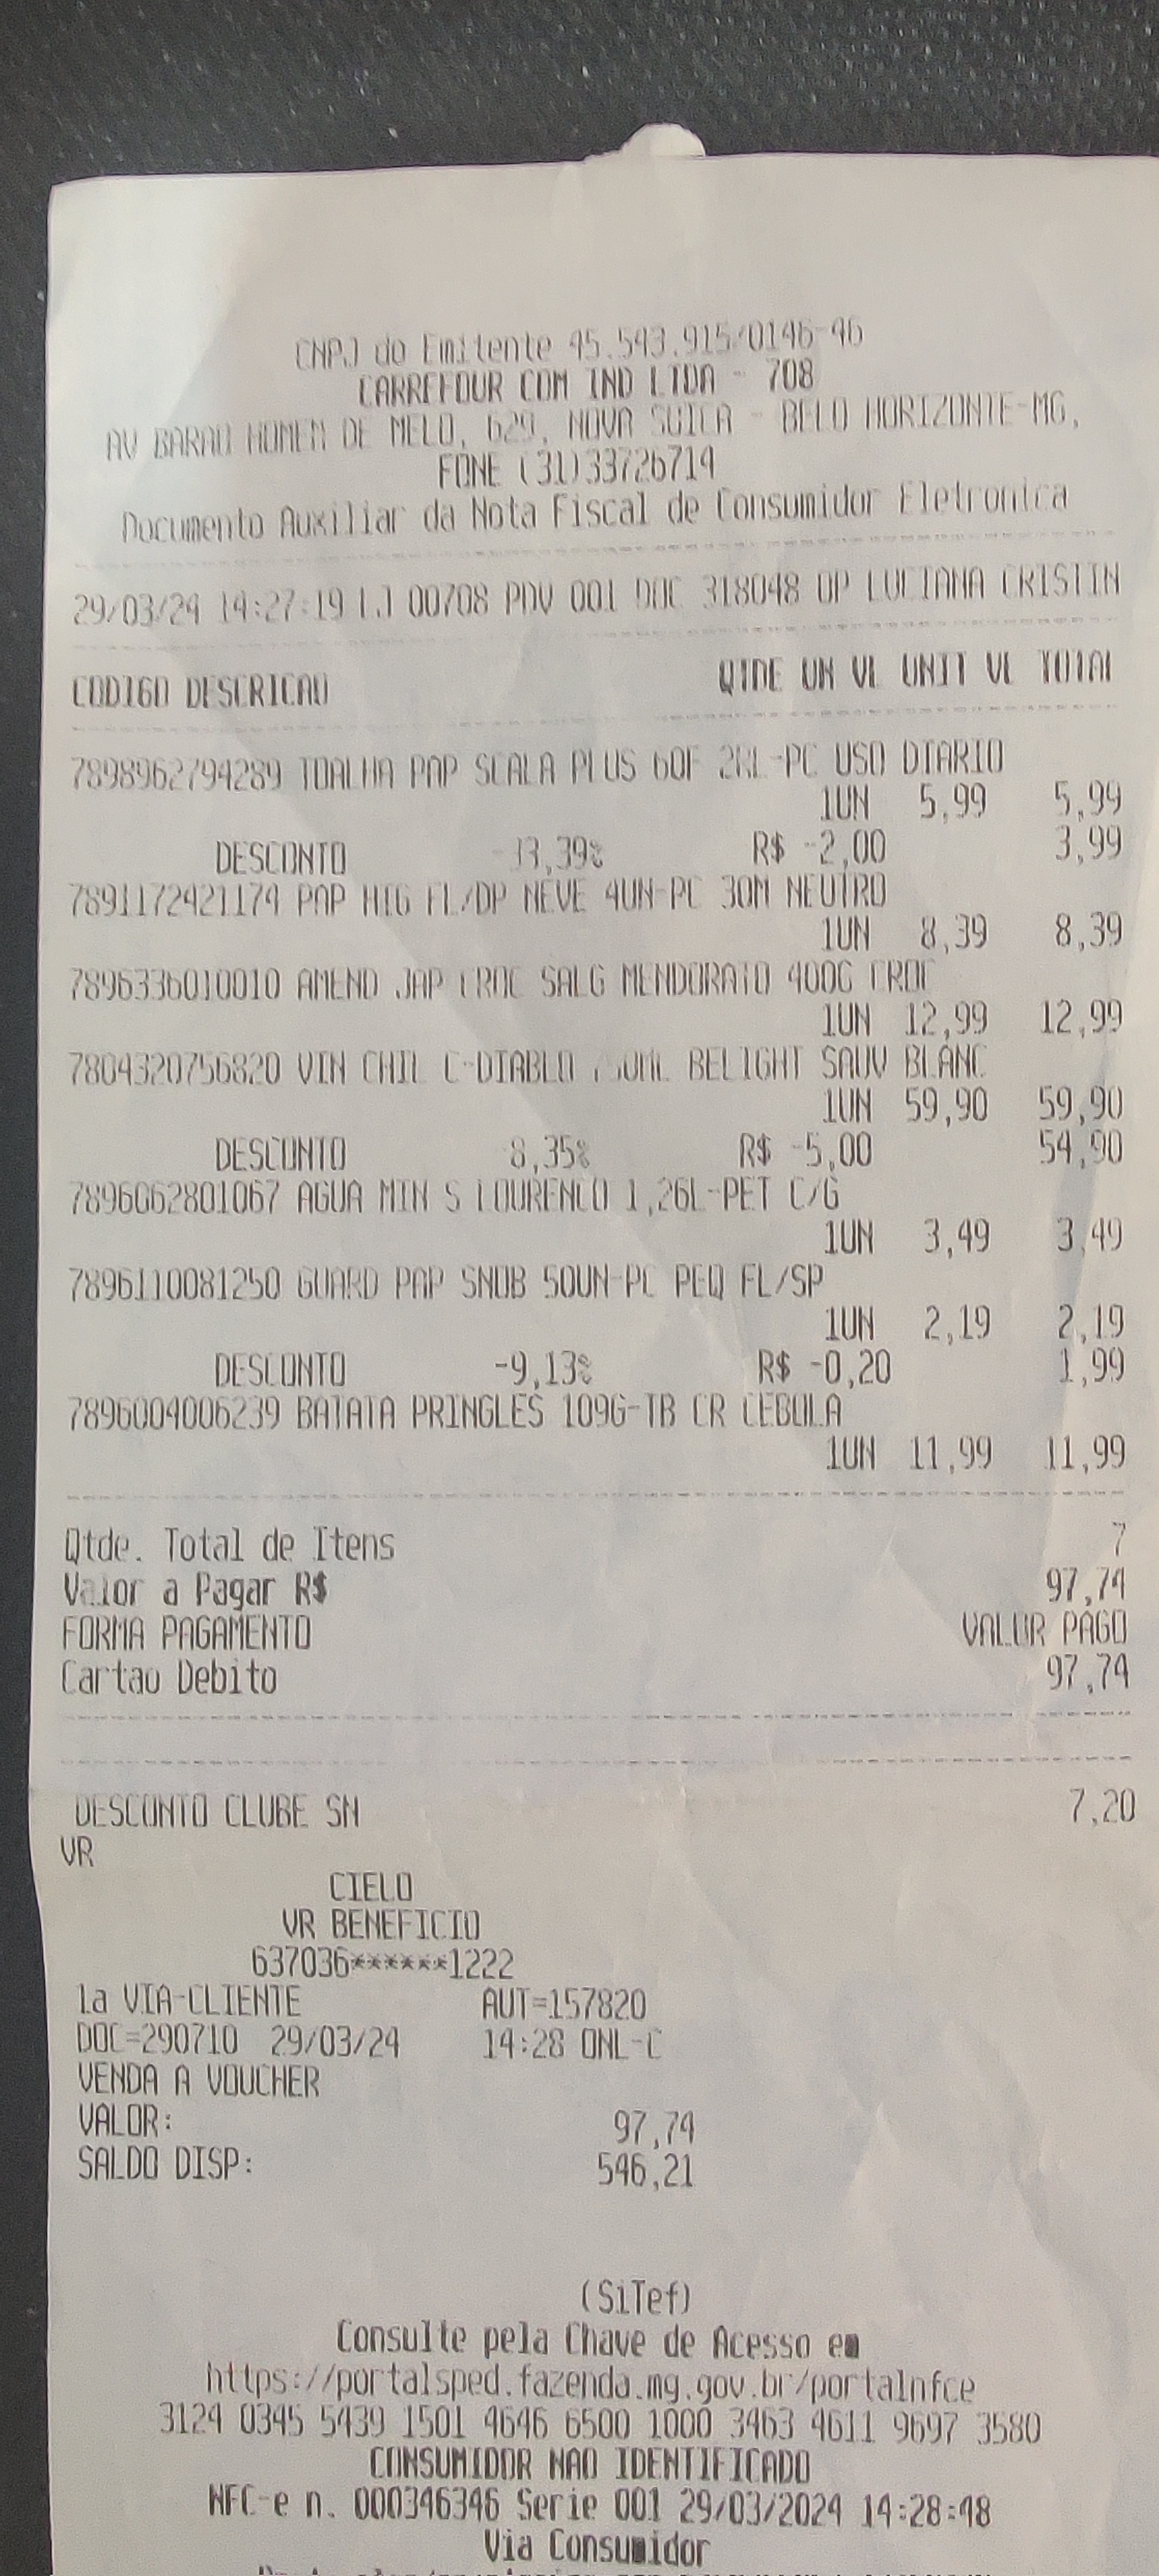 CNPJ do Emitente 45.543.915/0146-46
CARREFOUR COM IND LTDA - 708
AV BARAO HOMEM DE MELO, 629, NOVA SUICA - BELO HORIZONTE-MG,
FONE (31)33726714
Documento Auxiliar da Nota Fiscal de Consumidor Eletronica
29/03/24 14:27:19 LJ 00708 PDV 001 DOC 318048 OP LUCIANA CRISTIN
CODIGO DESCRICAO QTDE UN VL UNIT VL TOTAL
7898962794289 TOALHA PAP SCALA PLUS 60F 2RL-PC USO DIARIO
1UN 5,99 5,99
DESCONTO -33,39% R$ -2,00 3,99
7891172421174 PAP HIG FL/DP NEVE 4UN-PC 30M NEUTRO
1UN 8,39 8,39
7896336010010 AMEND JAP CROC SALG MENDORATO 400G CROC
1UN 12,99 12,99
7804320756820 VIN CHIL C-DIABLO 750ML BELIGHT SAUV BLANC
1UN 59,90 59,90
DESCONTO 8,35% R$ -5,00 54,90
7896062801067 AGUA MIN S LOURENCO 1,26L-PET C/G
1UN 3,49 3,49
7896110081250 GUARD PAP SNOB 50UN-PC PEQ FL/SP
1UN 2,19 2,19
DESCONTO -9,13% R$ -0,20 1,99
7896004006239 BATATA PRINGLES 109G-TB CR CEBOLA
1UN 11,99 11,99
Qtde. Total de Itens 7
Valor a Pagar R$ 97,74
FORMA PAGAMENTO VALOR PAGO
Cartao Debito 97,74
DESCONTO CLUBE SN 7,20
VR
CIELO
VR BENEFICIO
637036******1222
1a VIA-CLIENTE AUT=157820
DOC=290710 29/03/24 14:28 ONL-C
VENDA A VOUCHER
VALOR: 97,74
SALDO DISP: 546,21
(SiTef)
Consulte pela Chave de Acesso em
https://portalsped.fazenda.mg.gov.br/portalnfce
3124 0345 5439 1501 4646 6500 1000 3463 4611 9697 3580
CONSUMIDOR NAO IDENTIFICADO
NFC-e n. 000346346 Serie 001 29/03/2024 14:28:48
Via Consumidor